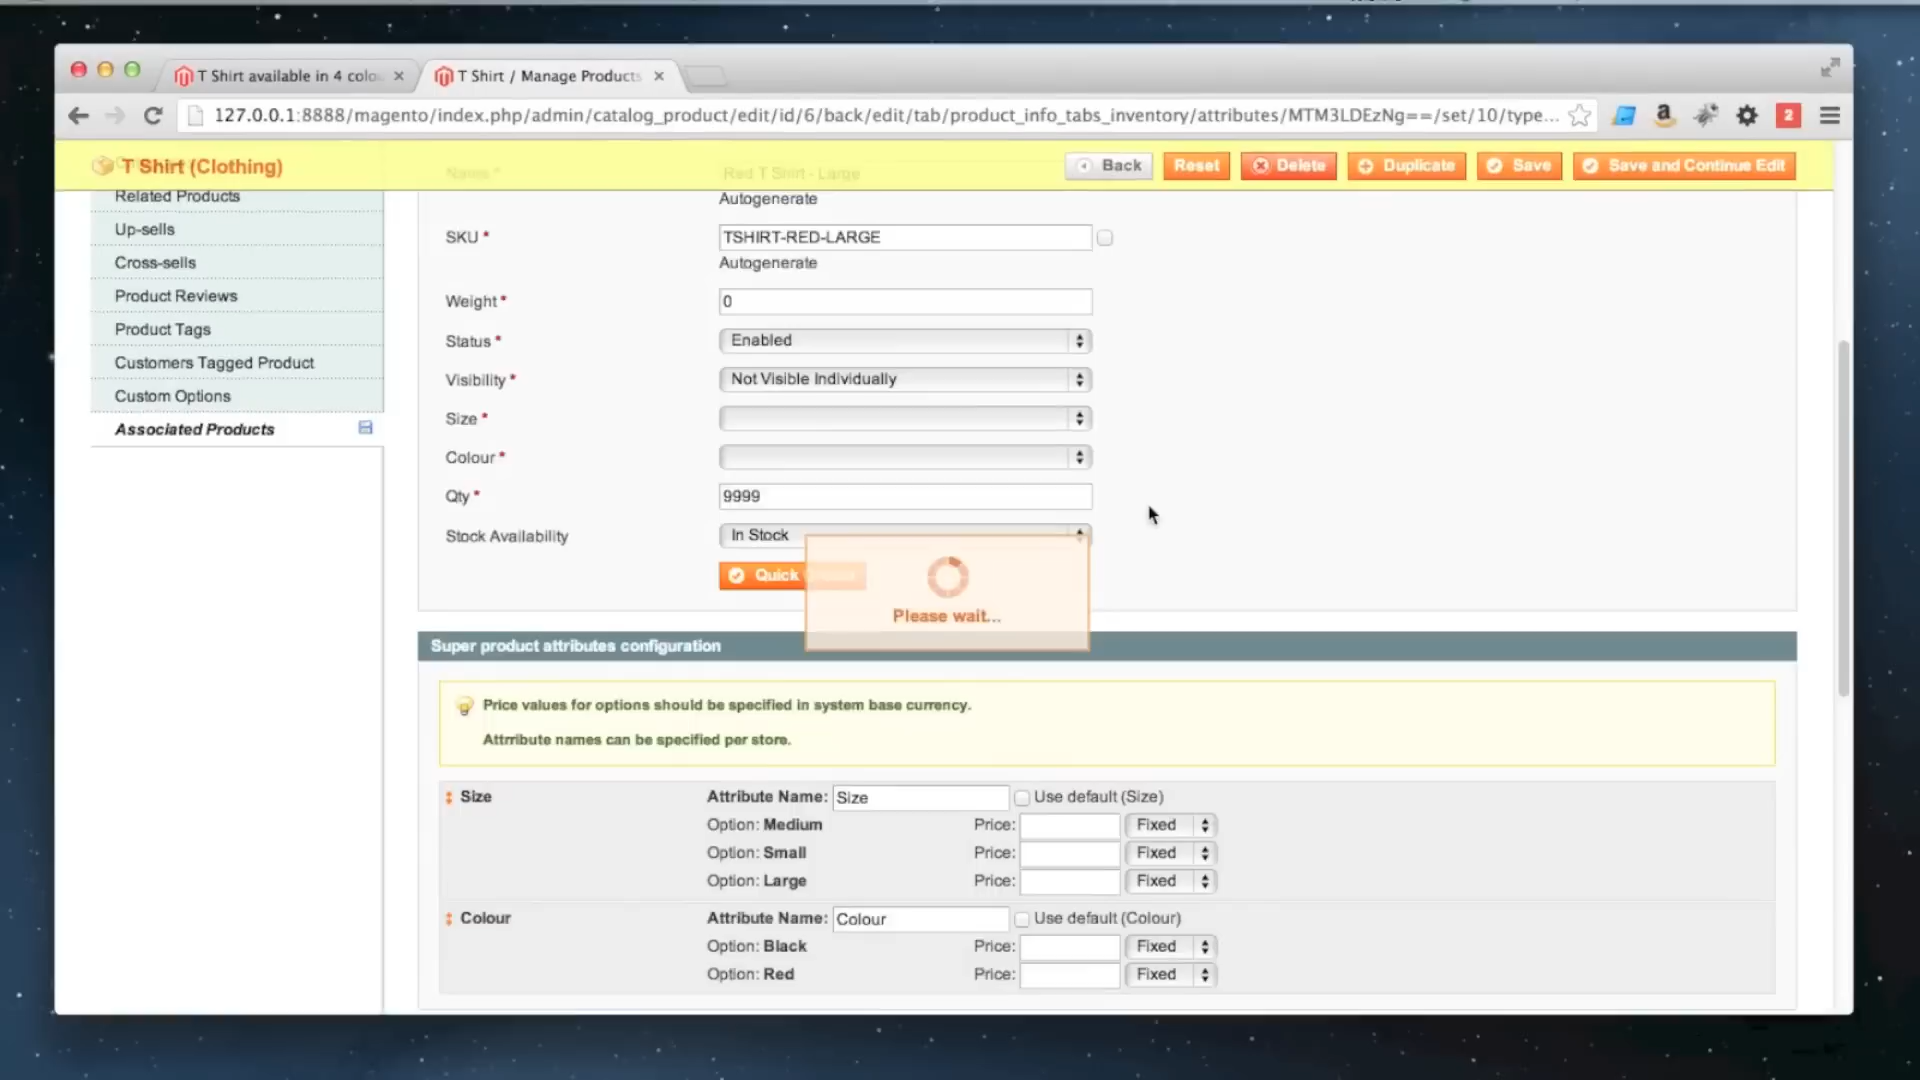 T Shirt available in 4 colo
T Shirt / Manage Products
127.0.0.1:8888/magento/index.php/admin/catalog_product/edit/id/6/back/edit/tab/product_info_tabs_inventory/attributes/MTM3LDEzNg==/set/10/type...
2
T Shirt (Clothing)
Name *
Red T Shirt - Large
Back
Reset
Delete
Duplicate
Save
Save and Continue Edit
Related Products
Up-sells
Cross-sells
Product Reviews
Product Tags
Customers Tagged Product
Custom Options
Associated Products
Autogenerate
SKU *
TSHIRT-RED-LARGE
Autogenerate
Weight *
0
Status *
Enabled
Visibility *
Not Visible Individually
Size *
Colour *
Qty *
9999
Stock Availability
In Stock
Quick
Please wait...
Super product attributes configuration
Price values for options should be specified in system base currency.
Attrribute names can be specified per store.
Size
Attribute Name: Size
Use default (Size)
Option: Medium
Price:
Fixed
Option: Small
Price:
Fixed
Option: Large
Price:
Fixed
Colour
Attribute Name: Colour
Use default (Colour)
Option: Black
Price:
Fixed
Option: Red
Price:
Fixed